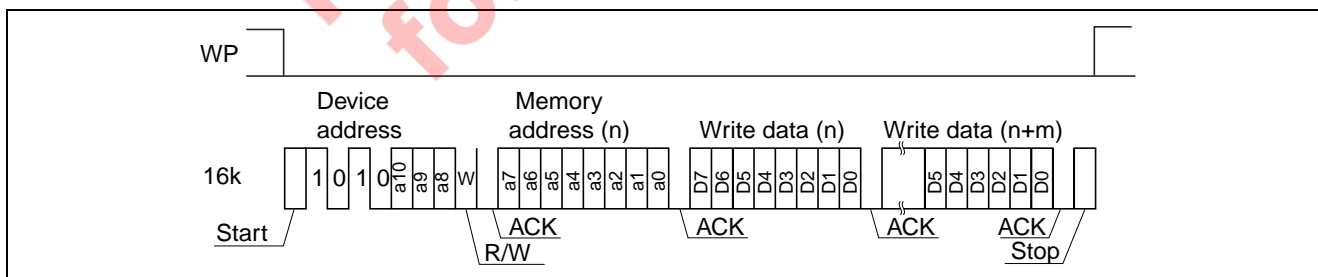 WP
Device
address
Memory
address (n)
Write data (n)
Write data (n+m)
16k
1 0 1 0 a10 a9 a8 W a7 a6 a5 a4 a3 a2 a1 a0 D7 D6 D5 D4 D3 D2 D1 D0 D5 D4 D3 D2 D1 D0
Start
ACK
ACK
ACK
ACK
R/W
Stop